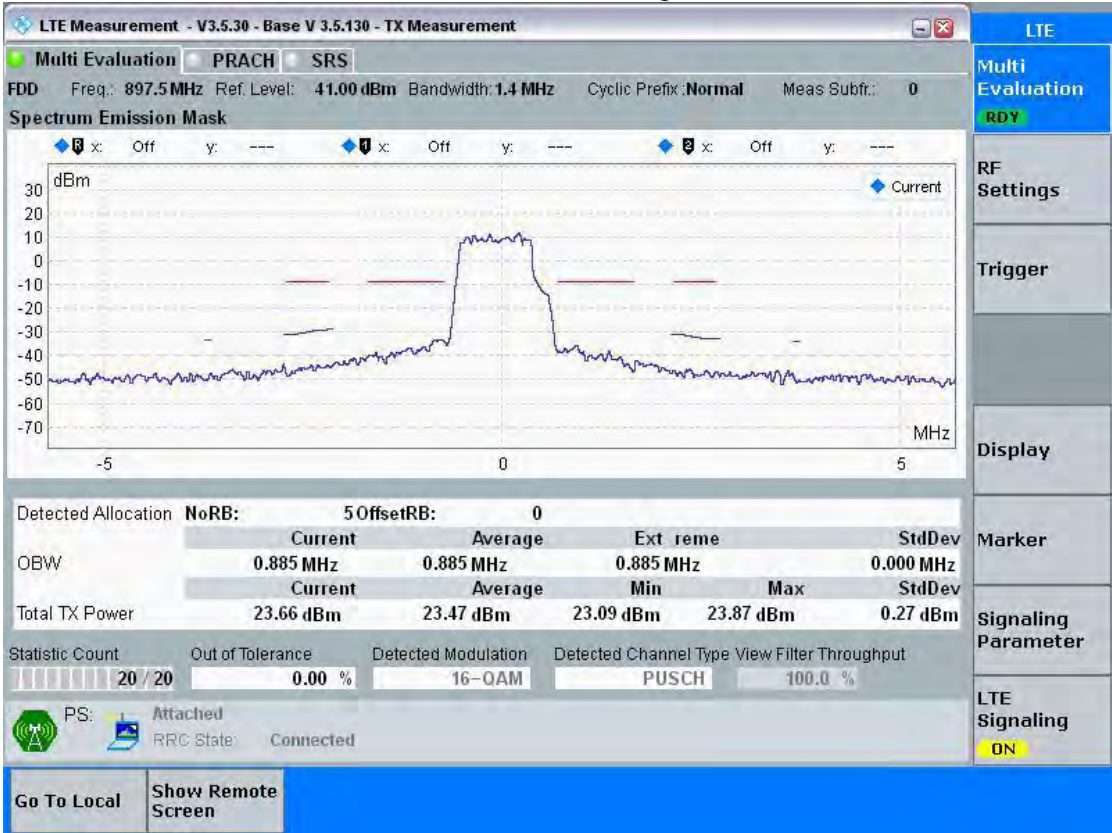 LTE Measurement - V3.5.30 - Base V 3.5.130 - TX Measurement
LTE
Multi Evaluation PRACH SRS
FDD Freq.: 897.5 MHz Ref. Level: 41.00 dBm Bandwidth: 1.4 MHz Cyclic Prefix :Normal Meas Subfr.: 0
Spectrum Emission Mask
R x: Off y: --- 1 x: Off y: --- 2 x: Off y: ---
dBm
Current
30
20
10
0
-10
-20
-30
-40
-50
-60
-70
MHz
-5 0 5
Detected Allocation NoRB: 5 OffsetRB: 0
Current Average Ext reme StdDev
OBW 0.885 MHz 0.885 MHz 0.885 MHz 0.000 MHz
Current Average Min Max StdDev
Total TX Power 23.66 dBm 23.47 dBm 23.09 dBm 23.87 dBm 0.27 dBm
Statistic Count Out of Tolerance Detected Modulation Detected Channel Type View Filter Throughput
20 / 20 0.00 % 16-QAM PUSCH 100.0 %
PS: Attached
RRC State: Connected
Multi
Evaluation
RDY
RF
Settings
Trigger
Display
Marker
Signaling
Parameter
LTE
Signaling
ON
Go To Local
Show Remote
Screen